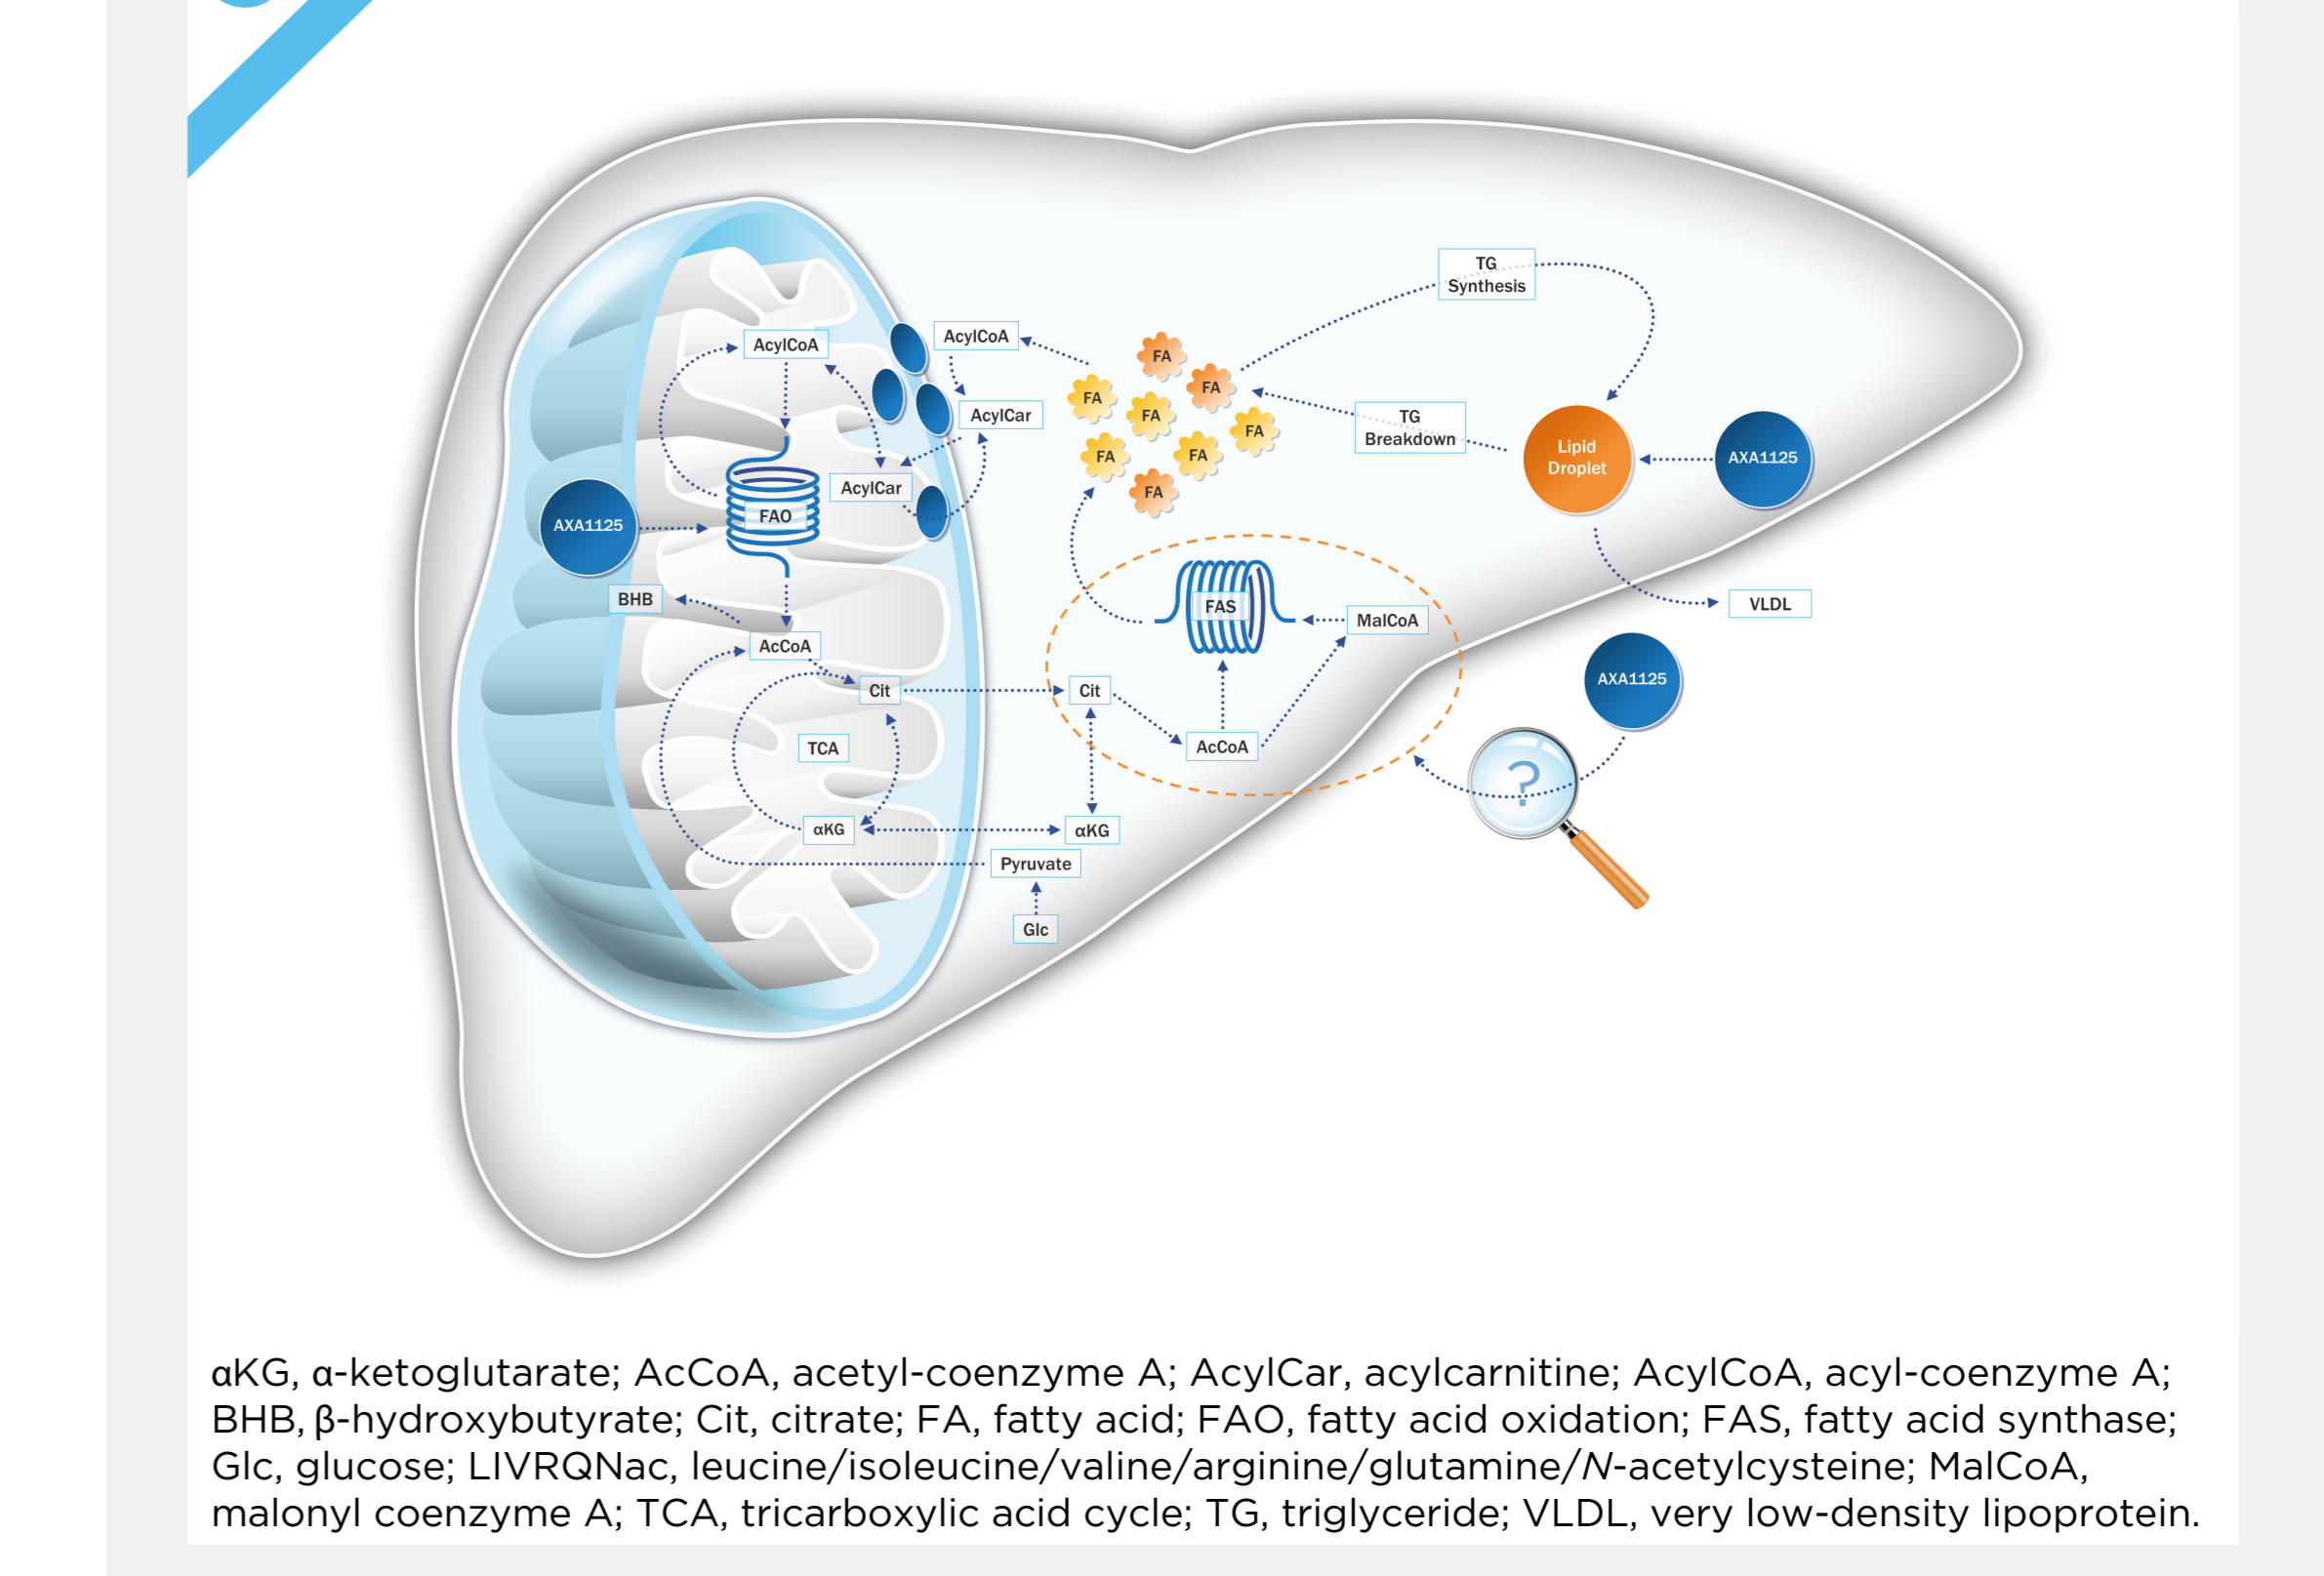 TG
Synthesis
AcylCoA
AcylCoA
FA
FA
FA
FA
FA
FA
FA
FA
FA
AcylCar
TG
Breakdown
Lipid
Droplet
AXA1125
AcylCar
FAO
AXA1125
BHB
AcCoA
FAS
MalCoA
VLDL
AXA1125
Cit
Cit
TCA
AcCoA
?
αKG
αKG
Pyruvate
Glc
αKG, α-ketoglutarate; AcCoA, acetyl-coenzyme A; AcylCar, acylcarnitine; AcylCoA, acyl-coenzyme A;
BHB, β-hydroxybutyrate; Cit, citrate; FA, fatty acid; FAO, fatty acid oxidation; FAS, fatty acid synthase;
Glc, glucose; LIVRQNac, leucine/isoleucine/valine/arginine/glutamine/N-acetylcysteine; MalCoA,
malonyl coenzyme A; TCA, tricarboxylic acid cycle; TG, triglyceride; VLDL, very low-density lipoprotein.